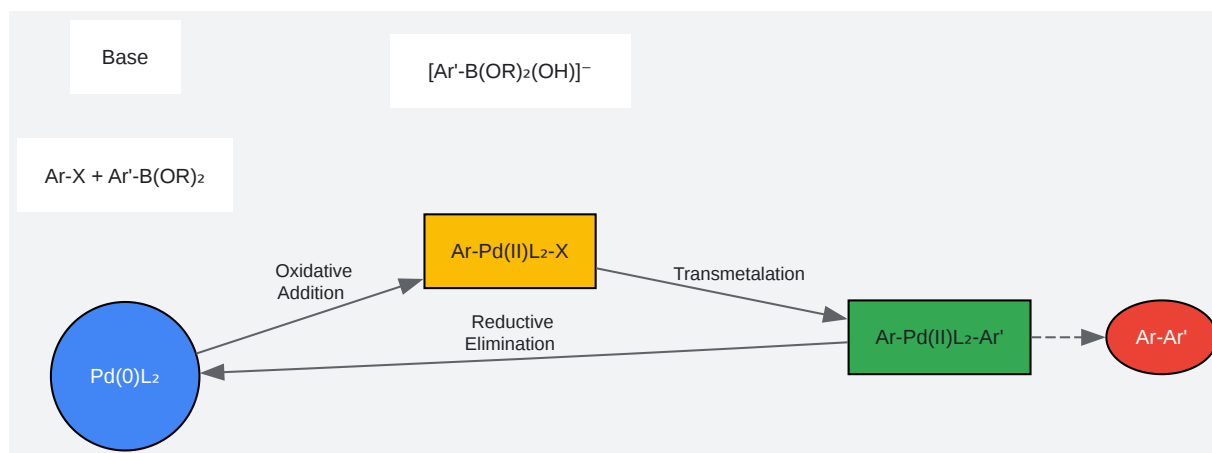 Base
[Ar'-B(OR)₂(OH)]⁻
Ar-X + Ar'-B(OR)₂
Ar-Pd(II)L₂-X
Oxidative
Addition
Transmetalation
Reductive
Elimination
Ar-Pd(II)L₂-Ar'
Ar-Ar'
Pd(0)L₂